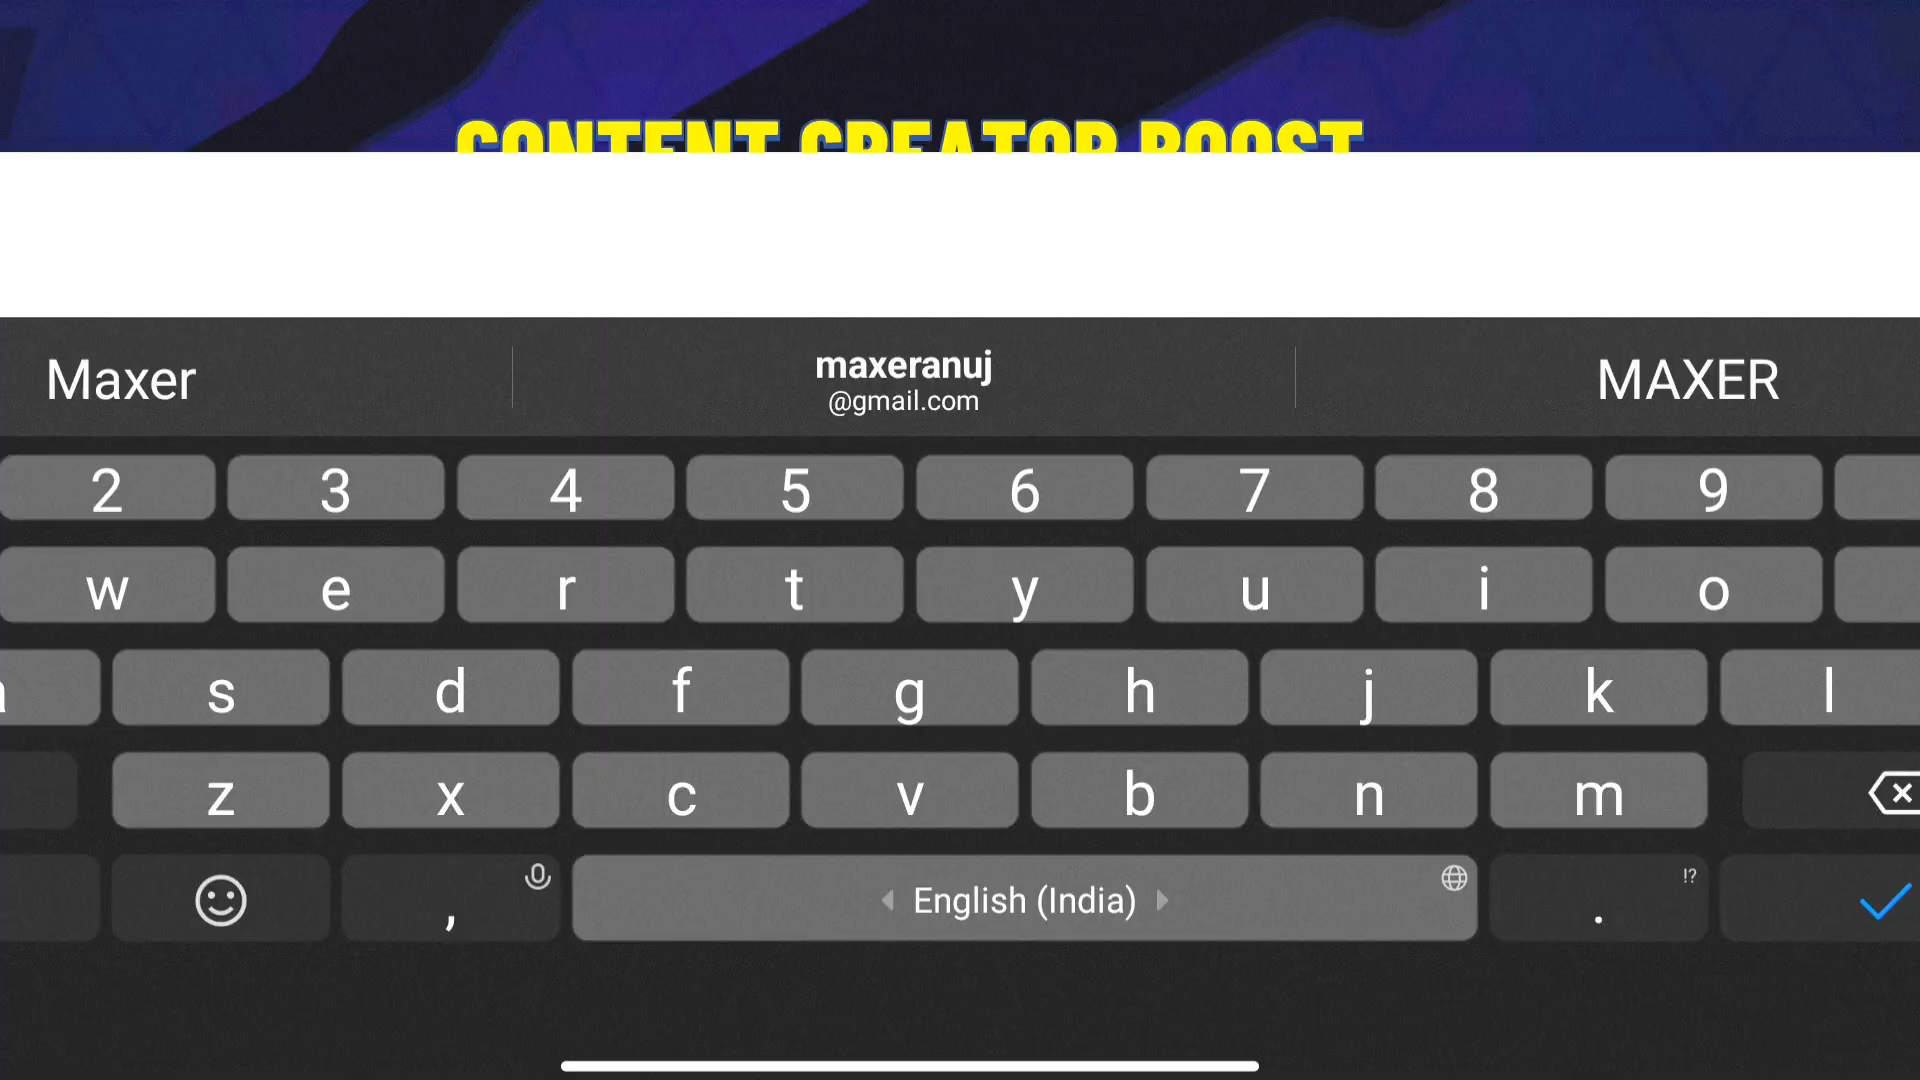 CONTENT CREATOR BOOST
Maxer
maxeranuj
@gmail.com
MAXER
2 3 4 5 6 7 8 9
w e r t y u i o
a s d f g h j k l
z x c v b n m
, English (India) . !?